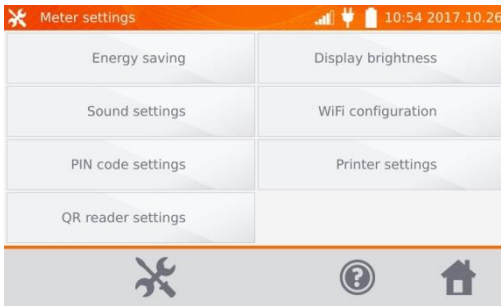 Meter settings 10:54 2017.10.26
Energy saving Display brightness
Sound settings WiFi configuration
PIN code settings Printer settings
QR reader settings
?